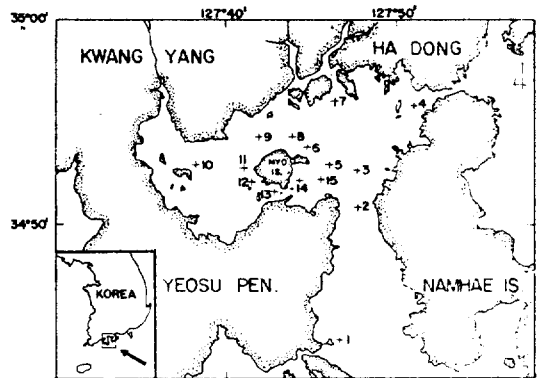 127°40' 127°50'
35°00'
KWANG YANG
HA DONG
+7
+4
+9 +8
+6
11 + MYO IS. +5 +3
+10
12 +
13 + 14 +15
+2
34°50'
YEOSU PEN.
NAMHAE IS.
KOREA
+1